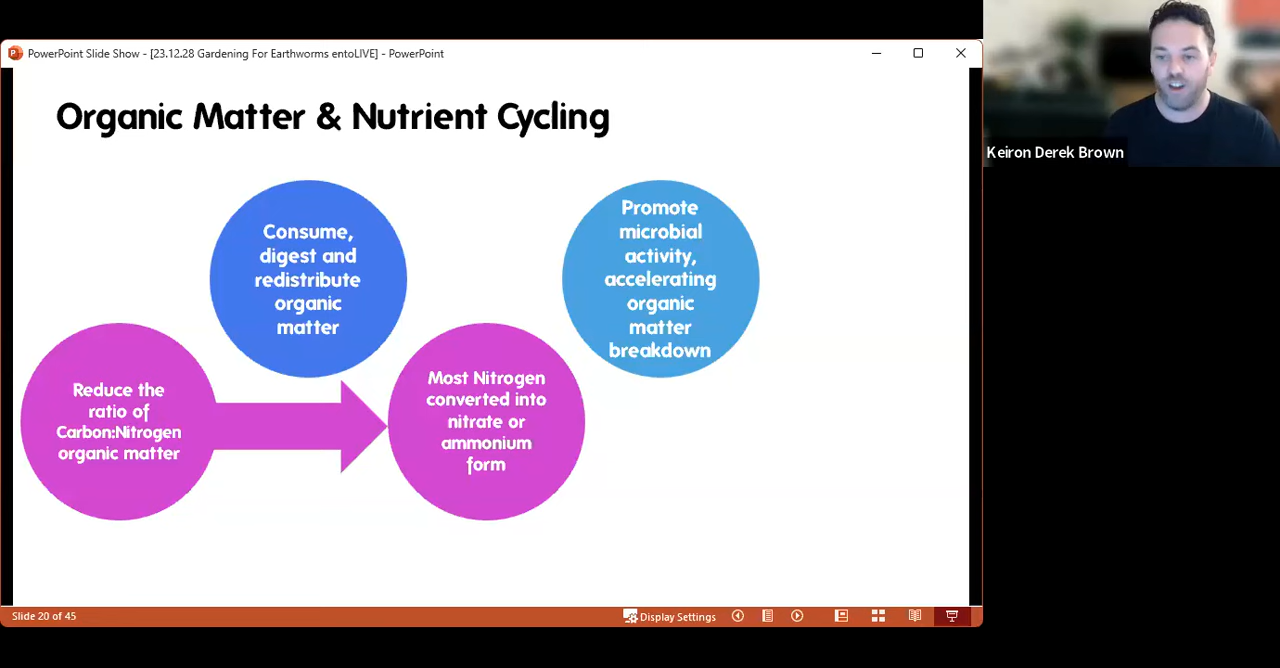 PowerPoint Slide Show - [23.12.28 Gardening For Earthworms entoLIVE] - PowerPoint
Keiron Derek Brown
Organic Matter & Nutrient Cycling
Consume,
digest and
redistribute
organic
matter
Promote
microbial
activity,
accelerating
organic
matter
breakdown
Reduce the
ratio of
Carbon:Nitrogen
organic matter
Most Nitrogen
converted into
nitrate or
ammonium
form
Slide 20 of 45
Display Settings